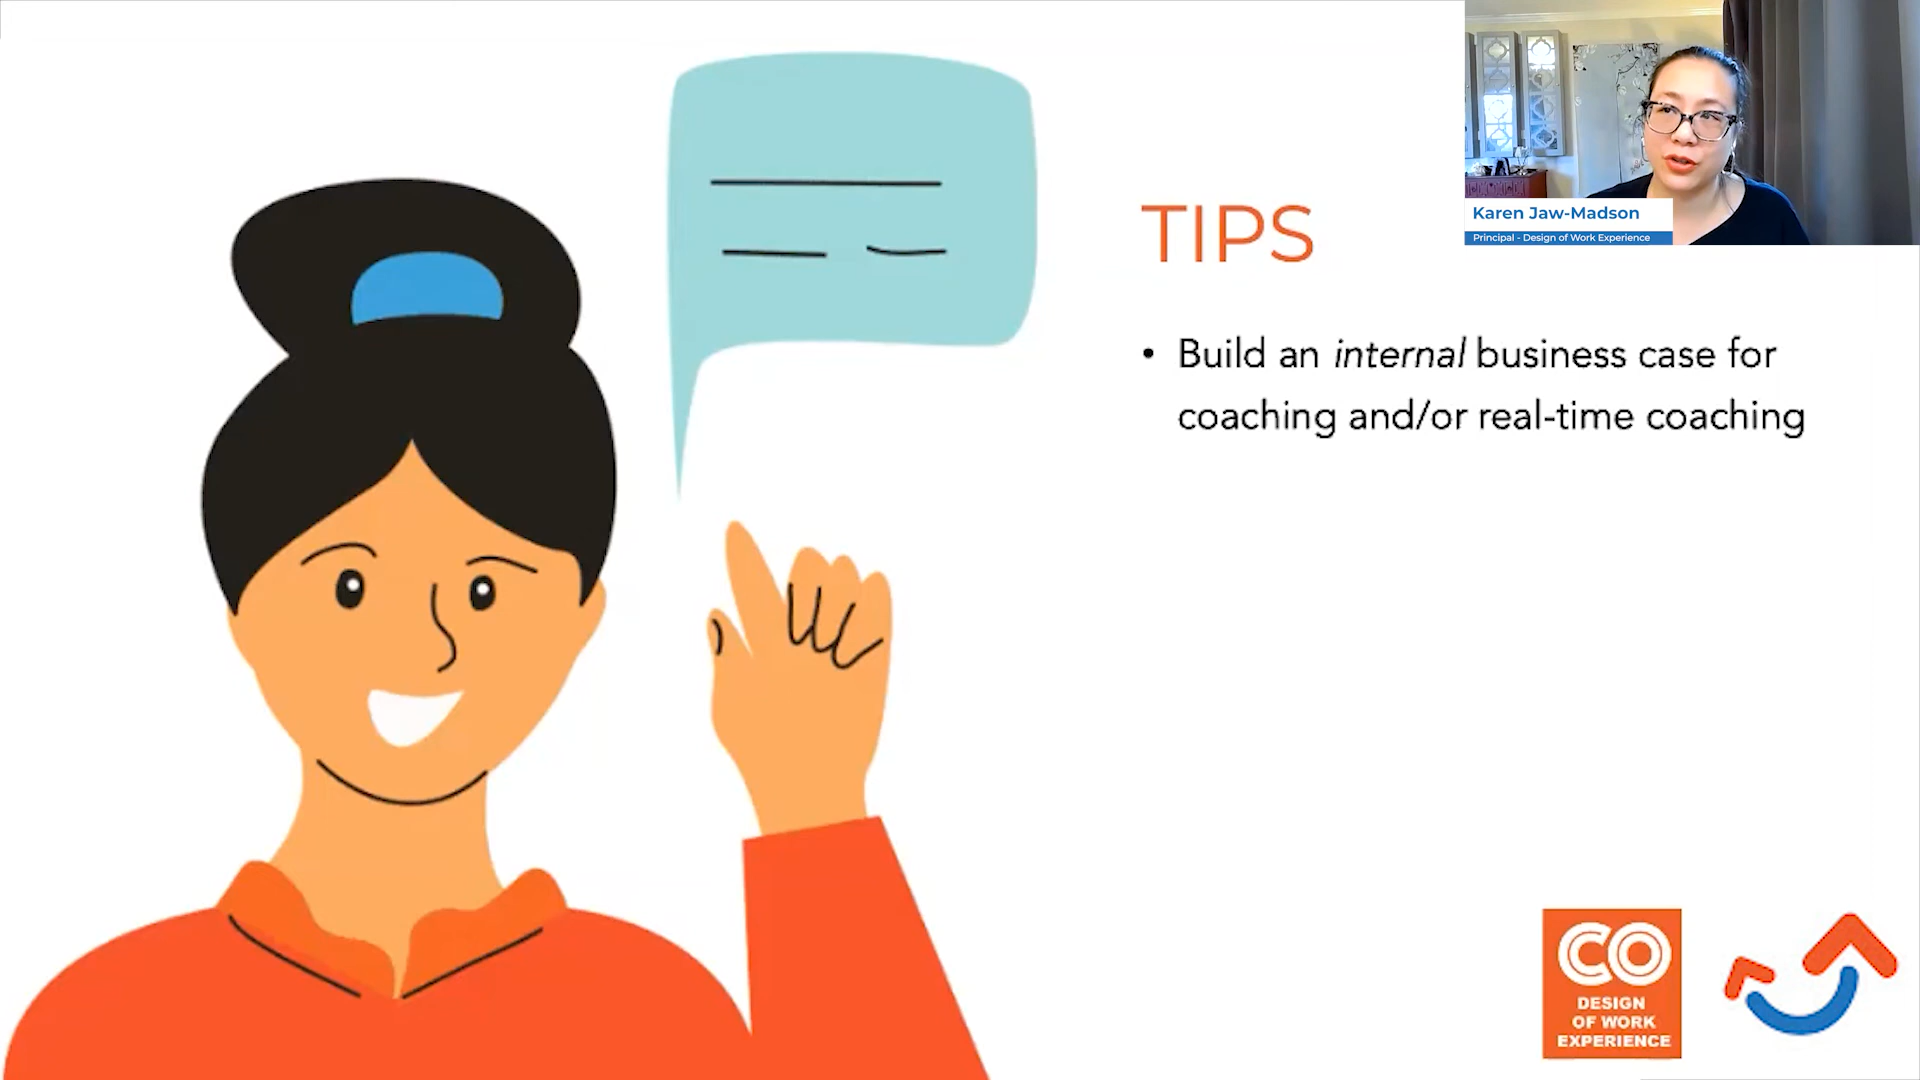 Karen Jaw-Madson
Principal - Design of Work Experience
TIPS
• Build an internal business case for
coaching and/or real-time coaching
CO
DESIGN
OF WORK
EXPERIENCE